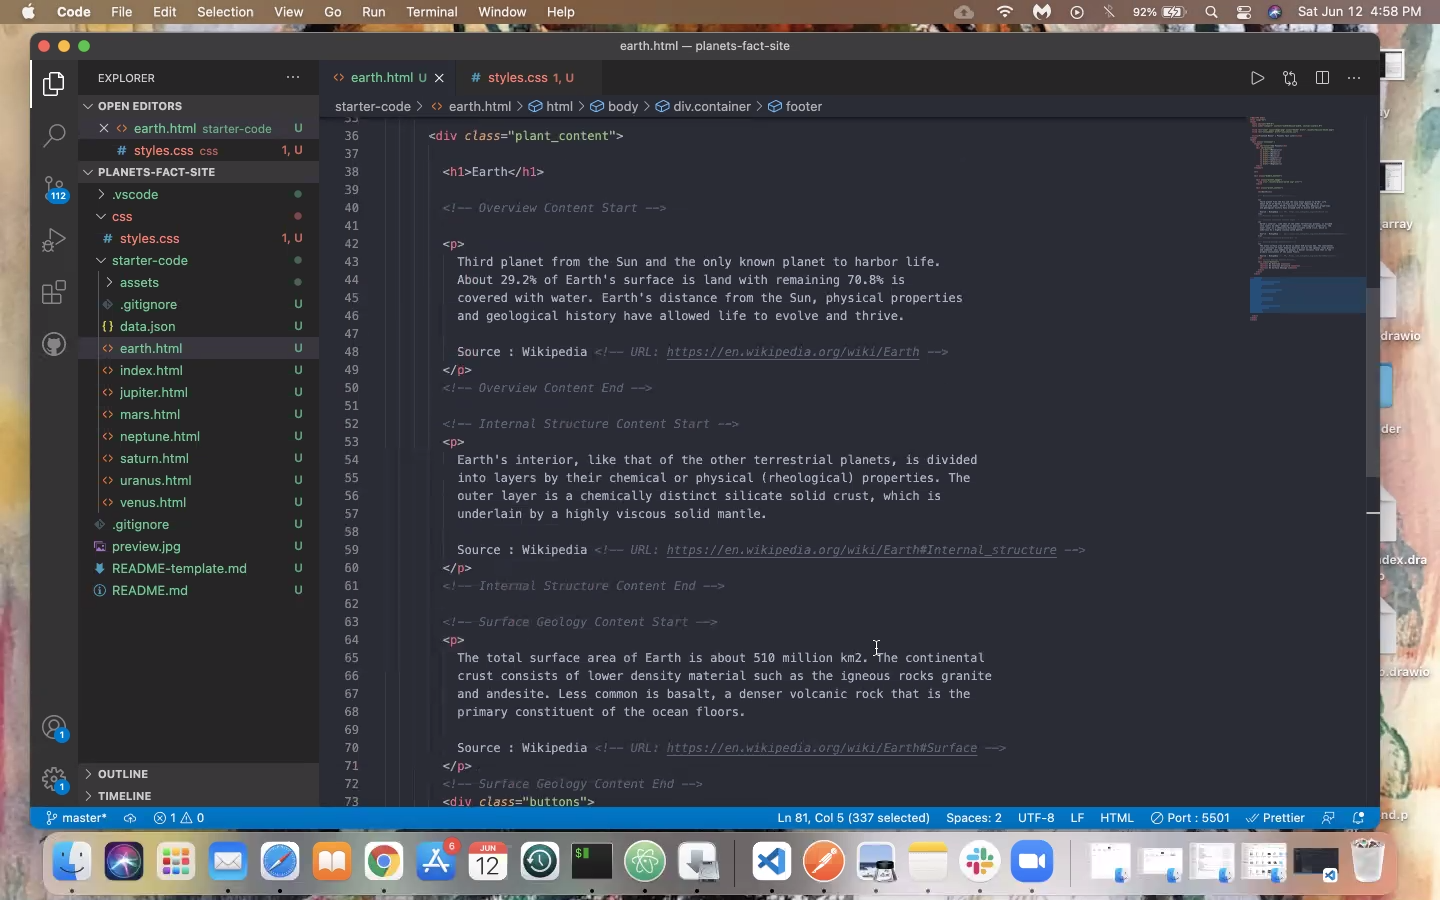 Code File Edit Selection View Go Run Terminal Window Help 92% Sat Jun 12 4:58 PM
earth.html — planets-fact-site
EXPLORER
earth.html U
styles.css 1, U
OPEN EDITORS
starter-code > earth.html > html > body > div.container > footer
earth.html starter-code U
styles.css css 1, U
PLANETS-FACT-SITE
.vscode
css
styles.css 1, U
starter-code
assets
.gitignore U
data.json U
earth.html U
index.html U
jupiter.html U
mars.html U
neptune.html U
saturn.html U
uranus.html U
venus.html U
.gitignore U
preview.jpg U
README-template.md U
README.md U
OUTLINE
TIMELINE
112
1
1
35
36 <div class="plant_content">
37
38 <h1>Earth</h1>
39
40 <!-- Overview Content Start -->
41
42 <p>
43 Third planet from the Sun and the only known planet to harbor life.
44 About 29.2% of Earth's surface is land with remaining 70.8% is
45 covered with water. Earth's distance from the Sun, physical properties
46 and geological history have allowed life to evolve and thrive.
47
48 Source : Wikipedia <!-- URL: https://en.wikipedia.org/wiki/Earth -->
49 </p>
50 <!-- Overview Content End -->
51
52 <!-- Internal Structure Content Start -->
53 <p>
54 Earth's interior, like that of the other terrestrial planets, is divided
55 into layers by their chemical or physical (rheological) properties. The
56 outer layer is a chemically distinct silicate solid crust, which is
57 underlain by a highly viscous solid mantle.
58
59 Source : Wikipedia <!-- URL: https://en.wikipedia.org/wiki/Earth#Internal_structure -->
60 </p>
61 <!-- Internal Structure Content End -->
62
63 <!-- Surface Geology Content Start -->
64 <p>
65 The total surface area of Earth is about 510 million km2. The continental
66 crust consists of lower density material such as the igneous rocks granite
67 and andesite. Less common is basalt, a denser volcanic rock that is the
68 primary constituent of the ocean floors.
69
70 Source : Wikipedia <!-- URL: https://en.wikipedia.org/wiki/Earth#Surface -->
71 </p>
72 <!-- Surface Geology Content End -->
73 <div class="buttons">
master* 1 0 Ln 81, Col 5 (337 selected) Spaces: 2 UTF-8 LF HTML Port : 5501 Prettier
_array
drawio
der
ndex.dra
o
o.drawio
nd.p
6
JUN
12
$